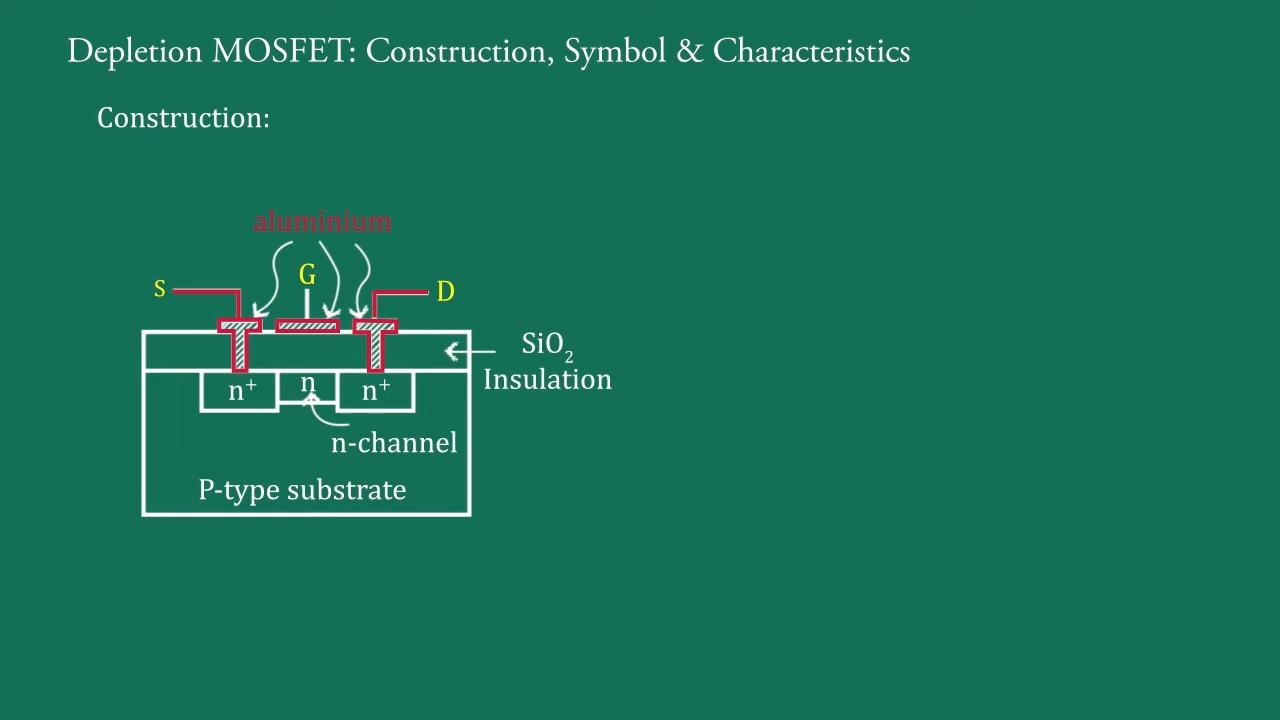 Depletion MOSFET: Construction, Symbol & Characteristics
Construction:
aluminium
S
G
D
SiO₂
Insulation
n⁺
n
n⁺
n-channel
P-type substrate